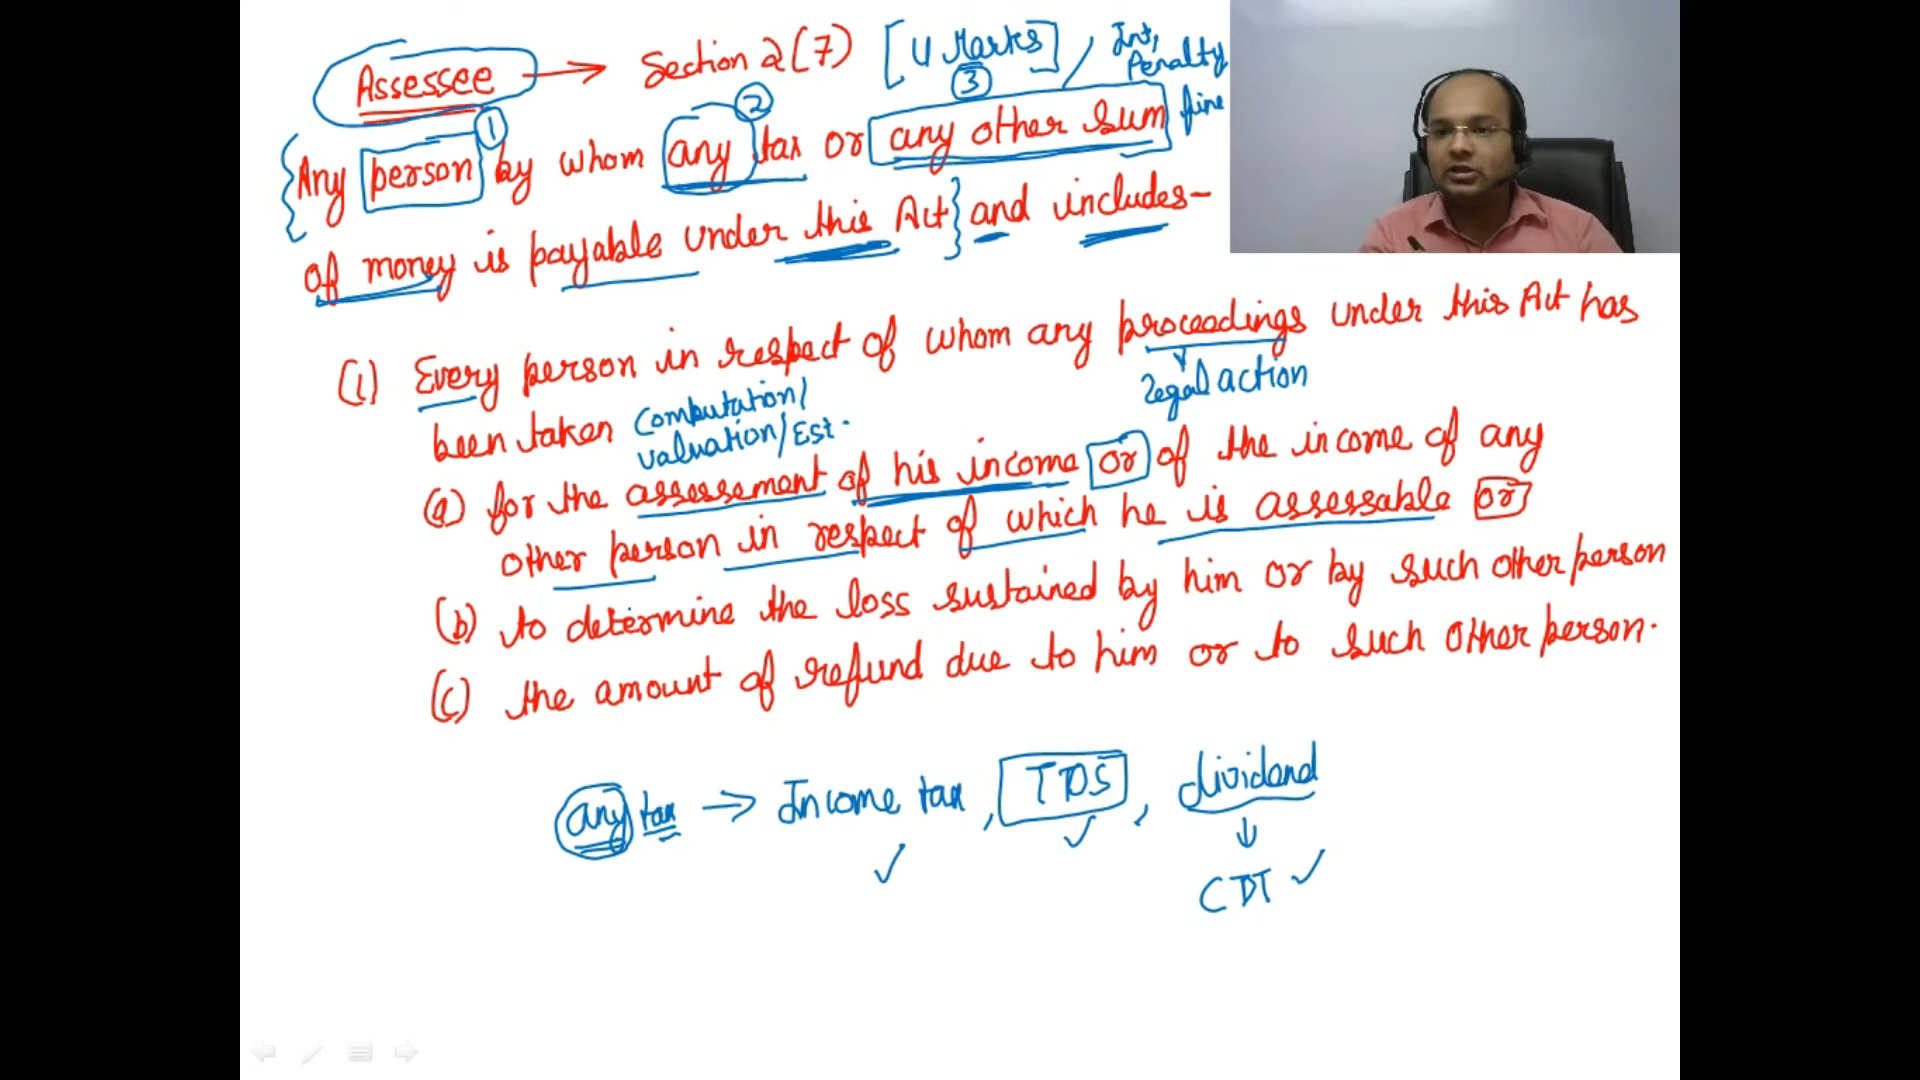 Assessee → Section 2(7) [4 Marks] / Int,
Penalty
fine
① ② ③
Any person by whom any tax or any other sum
of money is payable under this Act} and includes-
(i) Every person in respect of whom any proceedings under this Act has
legal action
been taken computation/
valuation/Est.
(a) for the assessement of his income or of the income of any
other person in respect of which he is assessable or
(b) to determine the loss sustained by him or by such other person
(c) the amount of refund due to him or to such other person.
any tax → Income tax, TDS, dividend
CDT